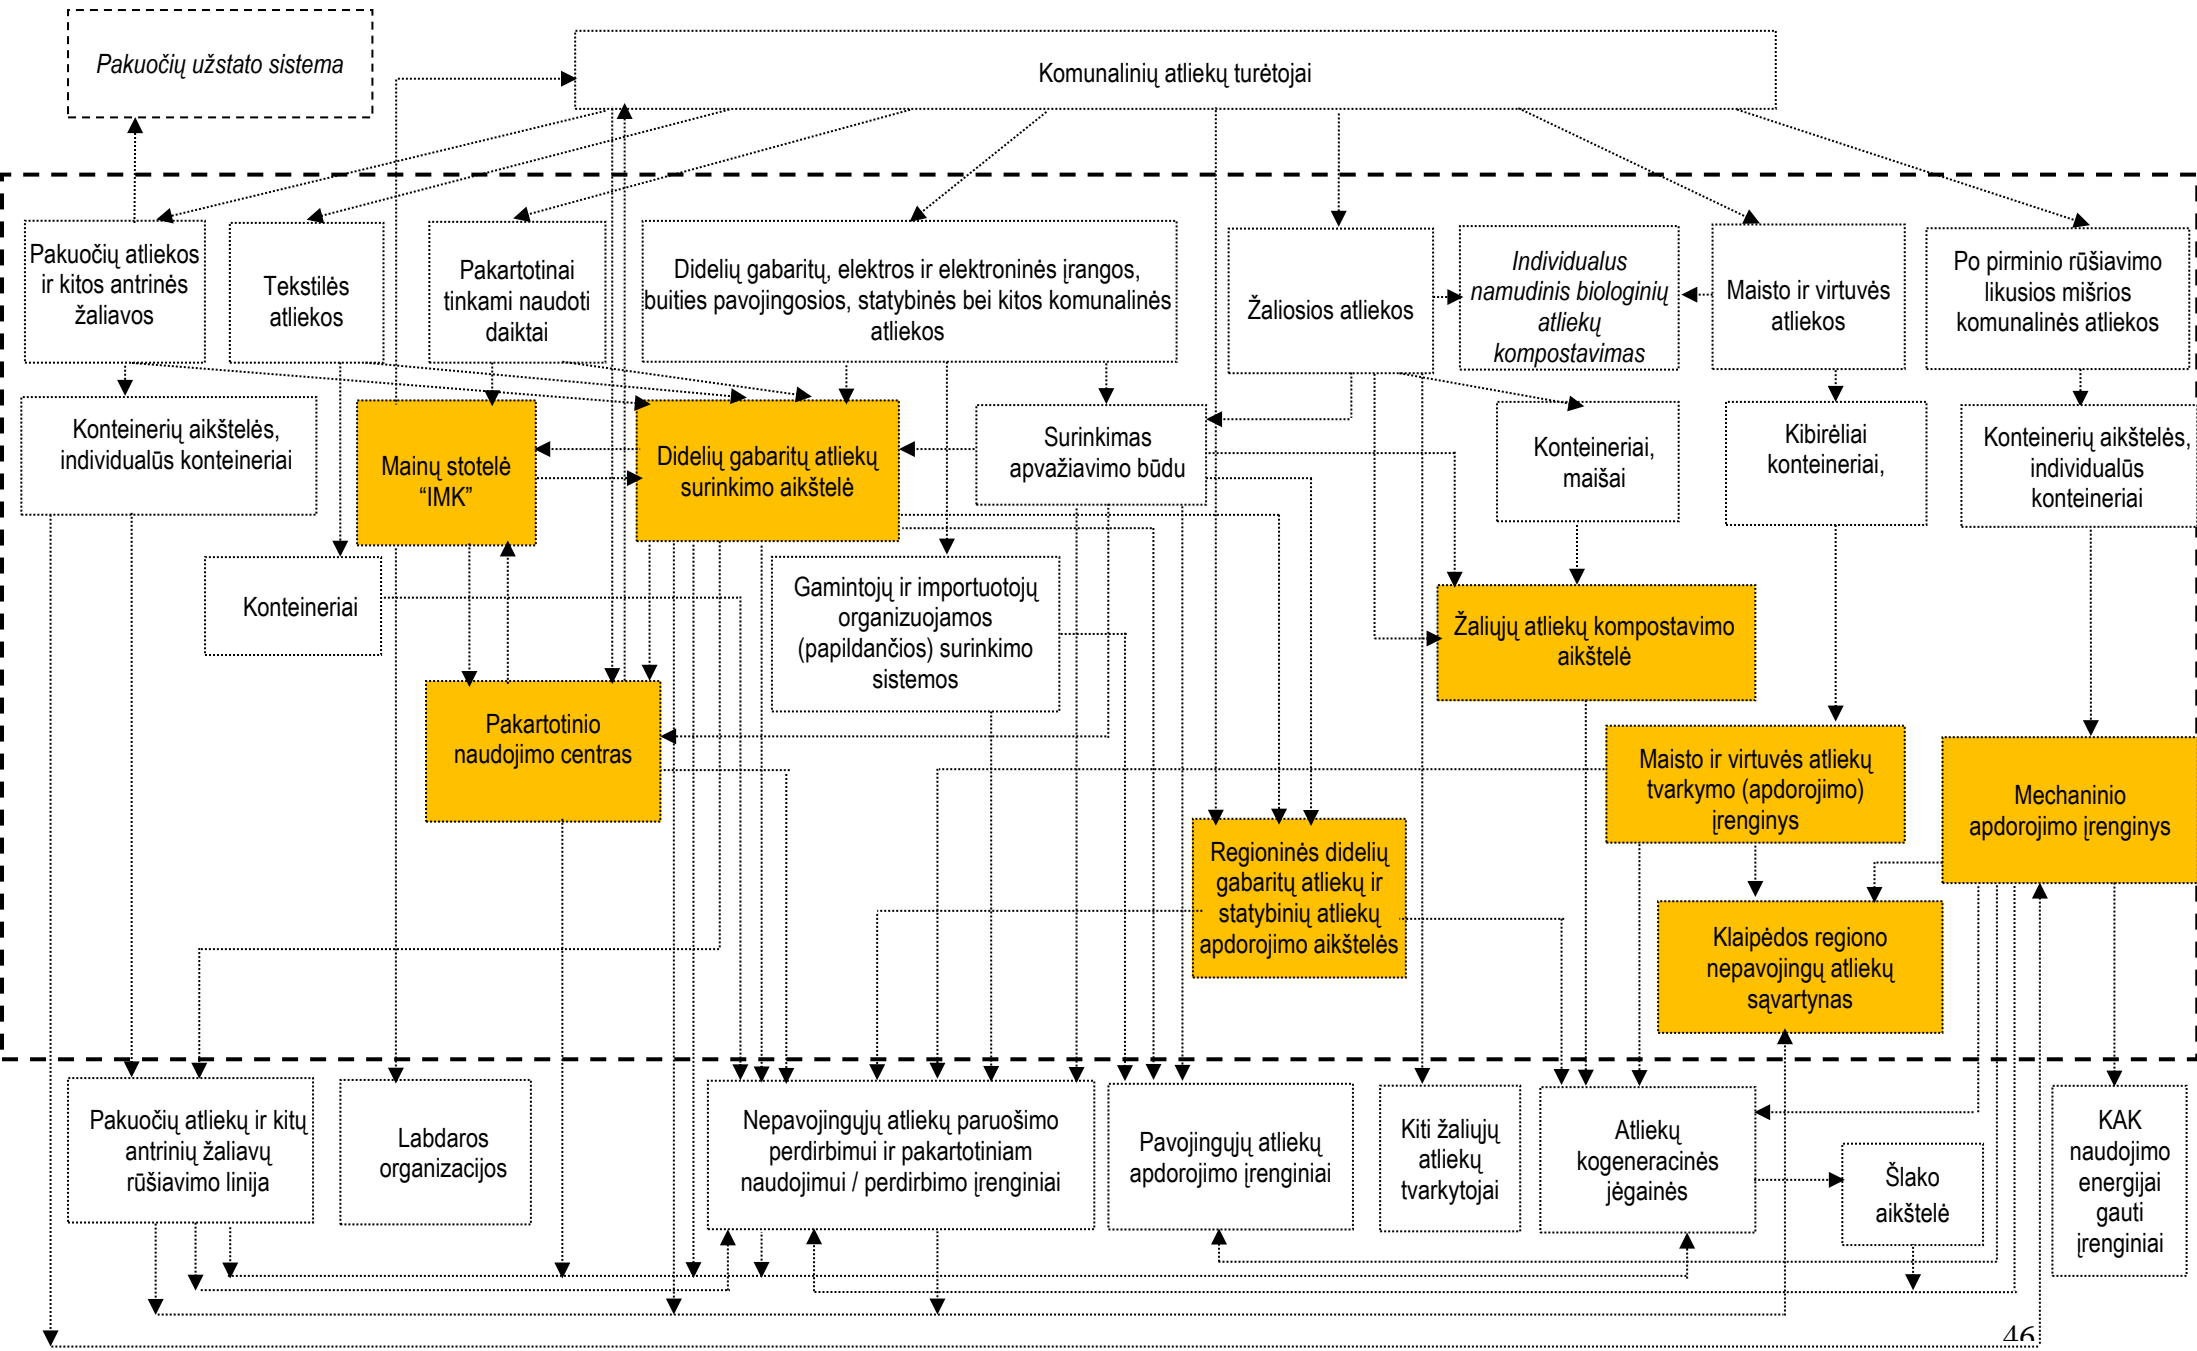 Pakuočių užstato sistema
Komunalinių atliekų turėtojai
Pakuočių atliekos
ir kitos antrinės
žaliavos
Tekstilės
atliekos
Pakartotinai
tinkami naudoti
daiktai
Didelių gabaritų, elektros ir elektroninės įrangos,
buities pavojingosios, statybinės bei kitos komunalinės
atliekos
Žaliosios atliekos
Individualus
namudinis biologinių
atliekų
kompostavimas
Maisto ir virtuvės
atliekos
Po pirminio rūšiavimo
likusios mišrios
komunalinės atliekos
Konteinerių aikštelės,
individualūs konteineriai
Mainų stotelė
“IMK”
Didelių gabaritų atliekų
surinkimo aikštelė
Surinkimas
apvažiavimo būdu
Konteineriai,
maišai
Kibirėliai
konteineriai,
Konteinerių aikštelės,
individualūs
konteineriai
Konteineriai
Gamintojų ir importuotojų
organizuojamos
(papildančios) surinkimo
sistemos
Žaliųjų atliekų kompostavimo
aikštelė
Pakartotinio
naudojimo centras
Maisto ir virtuvės atliekų
tvarkymo (apdorojimo)
įrenginys
Mechaninio
apdorojimo įrenginys
Regioninės didelių
gabaritų atliekų ir
statybinių atliekų
apdorojimo aikštelės
Klaipėdos regiono
nepavojingų atliekų
sąvartynas
Pakuočių atliekų ir kitų
antrinių žaliavų
rūšiavimo linija
Labdaros
organizacijos
Nepavojingųjų atliekų paruošimo
perdirbimui ir pakartotiniam
naudojimui / perdirbimo įrenginiai
Pavojingųjų atliekų
apdorojimo įrenginiai
Kiti žaliųjų
atliekų
tvarkytojai
Atliekų
kogeneracinės
jėgainės
Šlako
aikštelė
KAK
naudojimo
energijai
gauti
įrenginiai
46